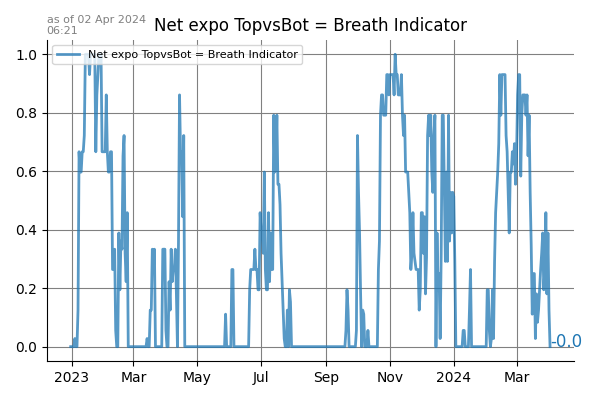 as of 02 Apr 2024
06:21
Net expo TopvsBot = Breath Indicator
Net expo TopvsBot = Breath Indicator
1.0
0.8
0.6
0.4
0.2
0.0
-0.0
2023 Mar May Jul Sep Nov 2024 Mar